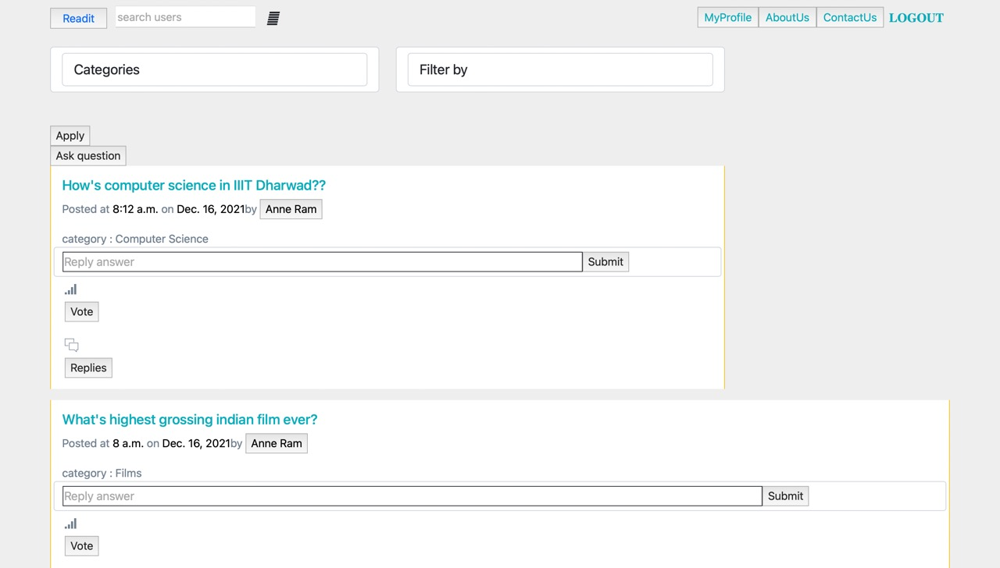 Readit search users MyProfile AboutUs ContactUs LOGOUT
Categories Filter by
Apply
Ask question
How's computer science in IIIT Dharwad??
Posted at 8:12 a.m. on Dec. 16, 2021by Anne Ram
category : Computer Science
Reply answer Submit
Vote
Replies
What's highest grossing indian film ever?
Posted at 8 a.m. on Dec. 16, 2021by Anne Ram
category : Films
Reply answer Submit
Vote